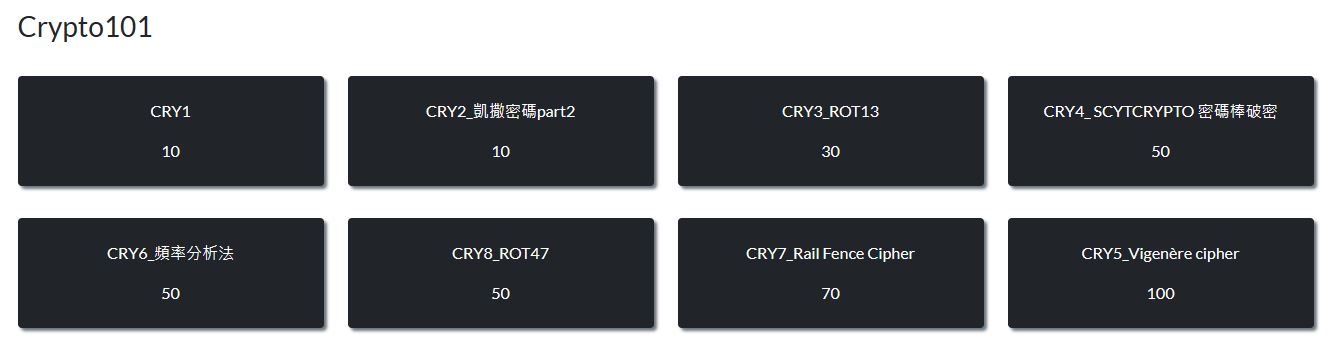 Crypto101
CRY1
10
CRY2_凱撒密碼part2
10
CRY3_ROT13
30
CRY4_ SCYTCRYPTO 密碼棒破密
50
CRY6_頻率分析法
50
CRY8_ROT47
50
CRY7_Rail Fence Cipher
70
CRY5_Vigenère cipher
100